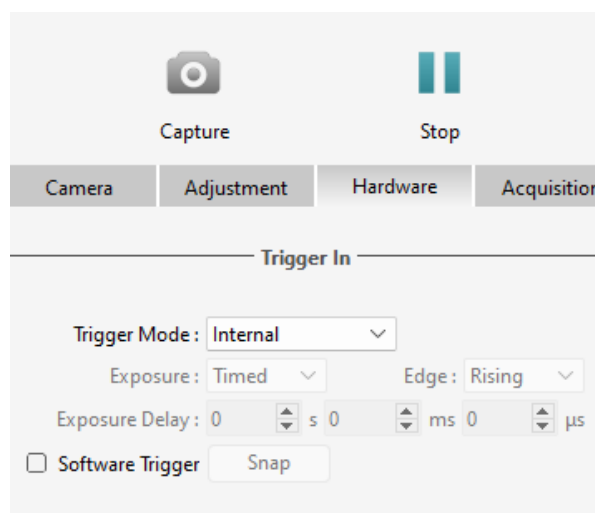 Capture Stop
Camera Adjustment Hardware Acquisition
Trigger In
Trigger Mode : Internal
Exposure : Timed Edge : Rising
Exposure Delay : 0 s 0 ms 0 µs
Software Trigger Snap